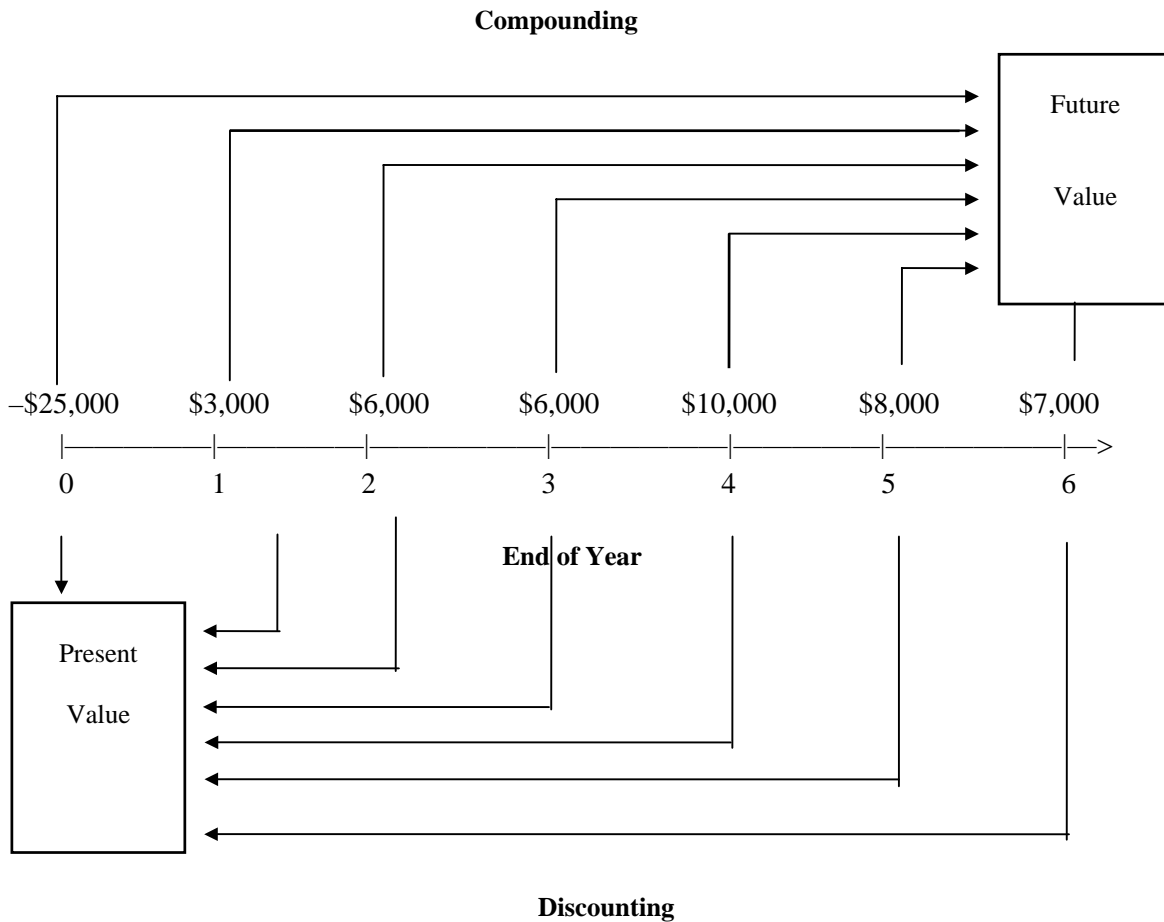 Compounding
Future
Value
–$25,000 $3,000 $6,000 $6,000 $10,000 $8,000 $7,000
0 1 2 3 4 5 6
End of Year
Present
Value
Discounting